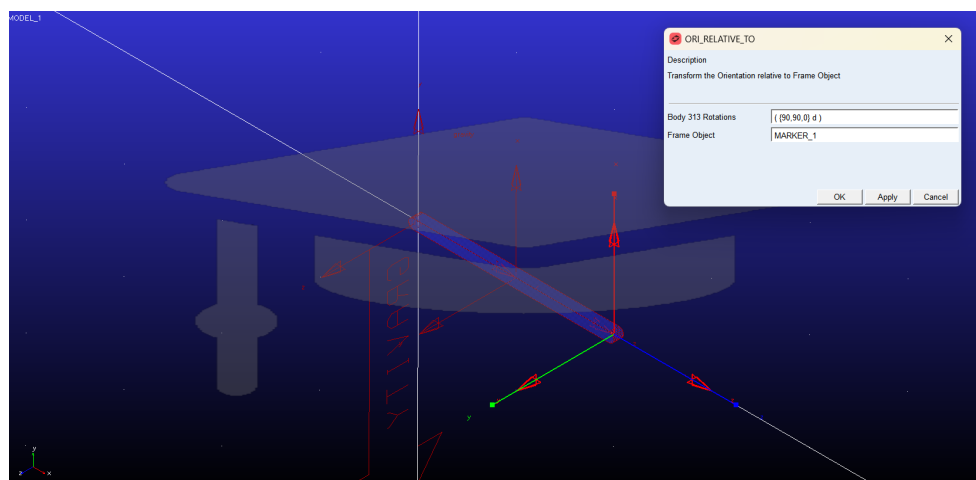 MODEL_1
ORI_RELATIVE_TO
Description
Transform the Orientation relative to Frame Object
Body 313 Rotations
( {90,90,0} d )
Frame Object
MARKER_1
OK
Apply
Cancel
y
y
z
x